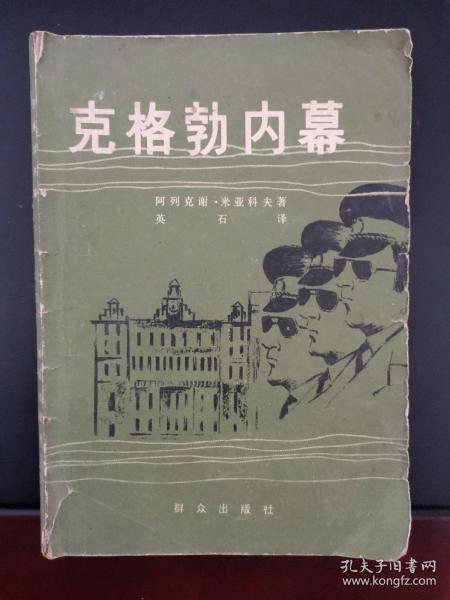 克格勃内幕
阿列克谢·米亚科夫著
英石译
群众出版社
孔夫子旧书网
www.kongfz.com